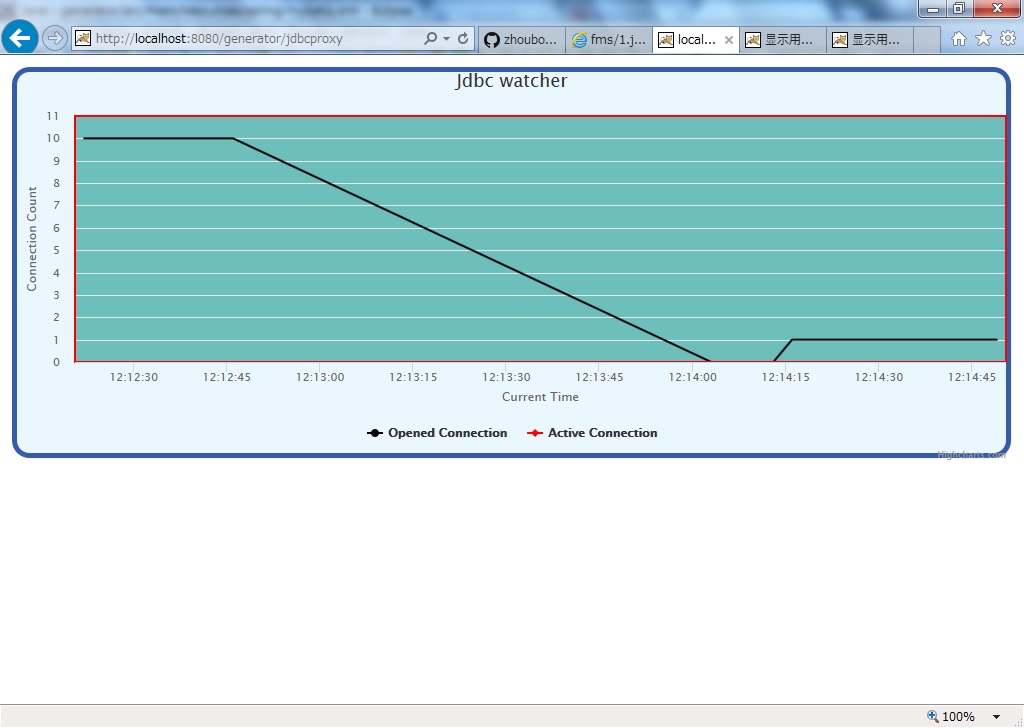 http://localhost:8080/generator/jdbcproxy
zhoubo...
fms/1.j...
local...
显示用...
显示用...
Jdbc watcher
11
10
9
8
7
6
5
4
3
2
1
0
Connection Count
12:12:30 12:12:45 12:13:00 12:13:15 12:13:30 12:13:45 12:14:00 12:14:15 12:14:30 12:14:45
Current Time
Opened Connection Active Connection
Highcharts.com
100%